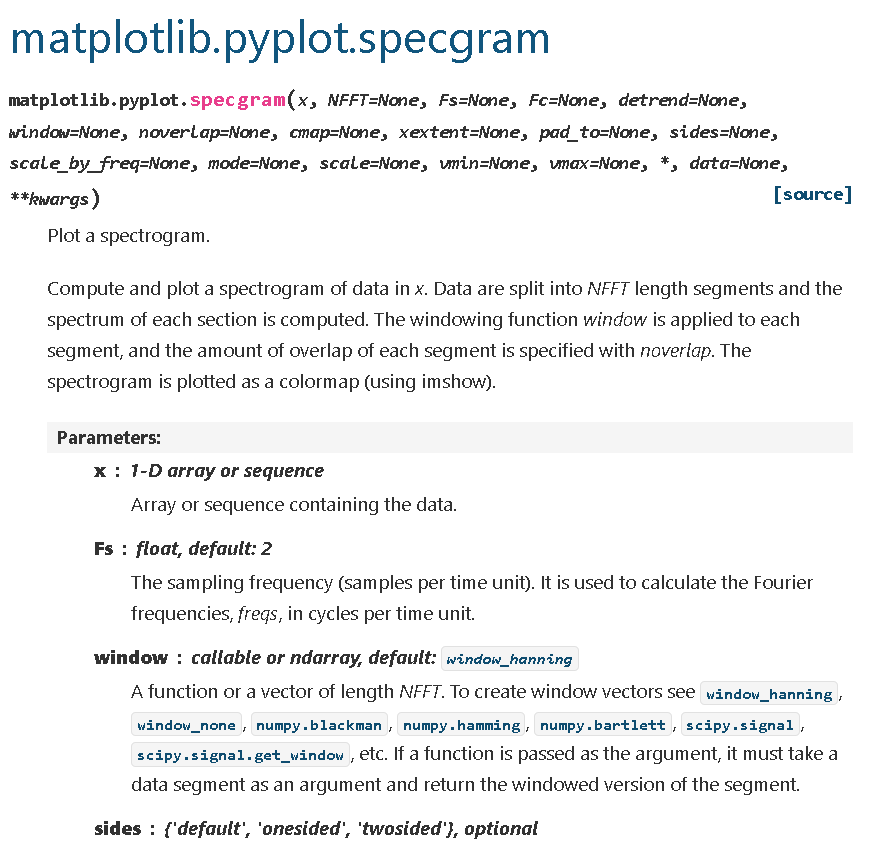 matplotlib.pyplot.specgram
matplotlib.pyplot.specgram(x, NFFT=None, Fs=None, Fc=None, detrend=None,
window=None, noverlap=None, cmap=None, xextent=None, pad_to=None, sides=None,
scale_by_freq=None, mode=None, scale=None, vmin=None, vmax=None, *, data=None,
**kwargs) [source]
Plot a spectrogram.
Compute and plot a spectrogram of data in x. Data are split into NFFT length segments and the
spectrum of each section is computed. The windowing function window is applied to each
segment, and the amount of overlap of each segment is specified with noverlap. The
spectrogram is plotted as a colormap (using imshow).
Parameters:
x : 1-D array or sequence
Array or sequence containing the data.
Fs : float, default: 2
The sampling frequency (samples per time unit). It is used to calculate the Fourier
frequencies, freqs, in cycles per time unit.
window : callable or ndarray, default: window_hanning
A function or a vector of length NFFT. To create window vectors see window_hanning,
window_none, numpy.blackman, numpy.hamming, numpy.bartlett, scipy.signal,
scipy.signal.get_window, etc. If a function is passed as the argument, it must take a
data segment as an argument and return the windowed version of the segment.
sides : {'default', 'onesided', 'twosided'}, optional